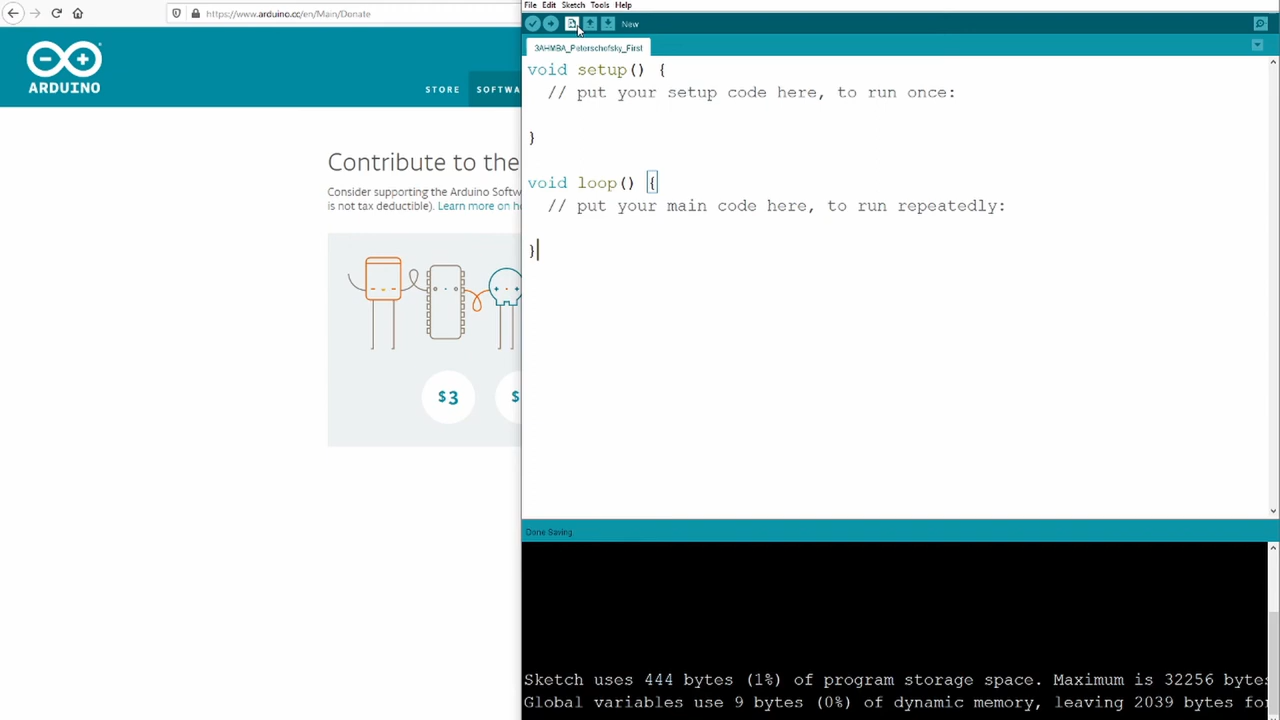 https://www.arduino.cc/en/Main/Donate
ARDUINO
STORE SOFTWA
Contribute to the
Consider supporting the Arduino Softw
is not tax deductible). Learn more on h
$3
$
File Edit Sketch Tools Help
New
3AHMBA_Peterschofsky_First
void setup() {
// put your setup code here, to run once:
}
void loop() {
// put your main code here, to run repeatedly:
}
Done Saving
Sketch uses 444 bytes (1%) of program storage space. Maximum is 32256 bytes
Global variables use 9 bytes (0%) of dynamic memory, leaving 2039 bytes for